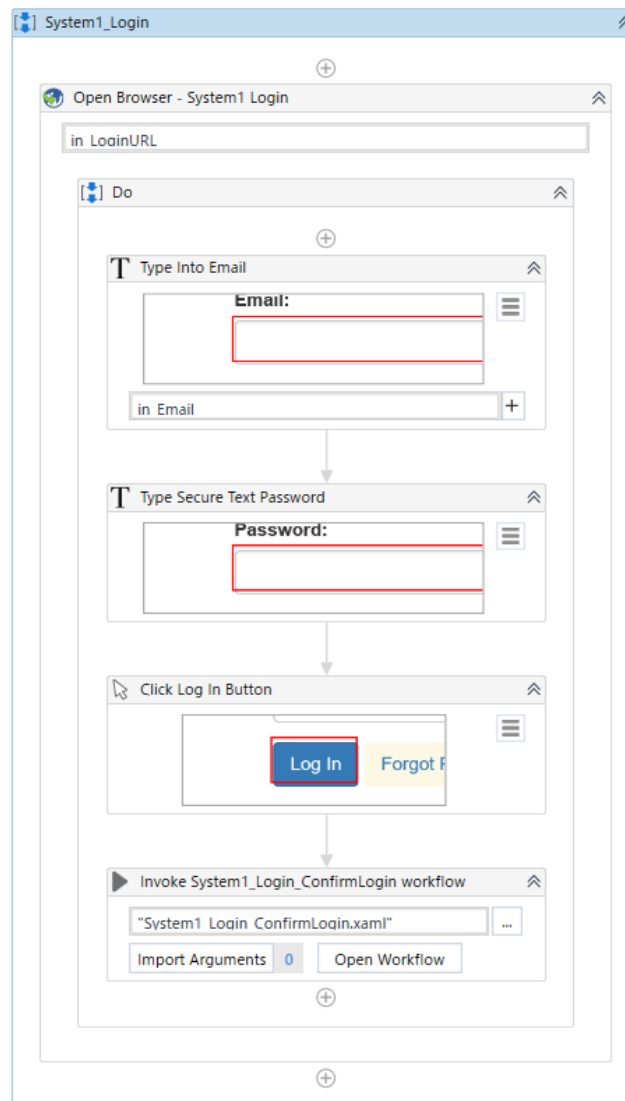 System1_Login
Open Browser - System1 Login
in_LoginURL
Do
Type Into Email
Email:
in_Email
Type Secure Text Password
Password:
Click Log In Button
Log In
Forgot
Invoke System1_Login_ConfirmLogin workflow
"System1_Login_ConfirmLogin.xaml"
...
Import Arguments 0 Open Workflow